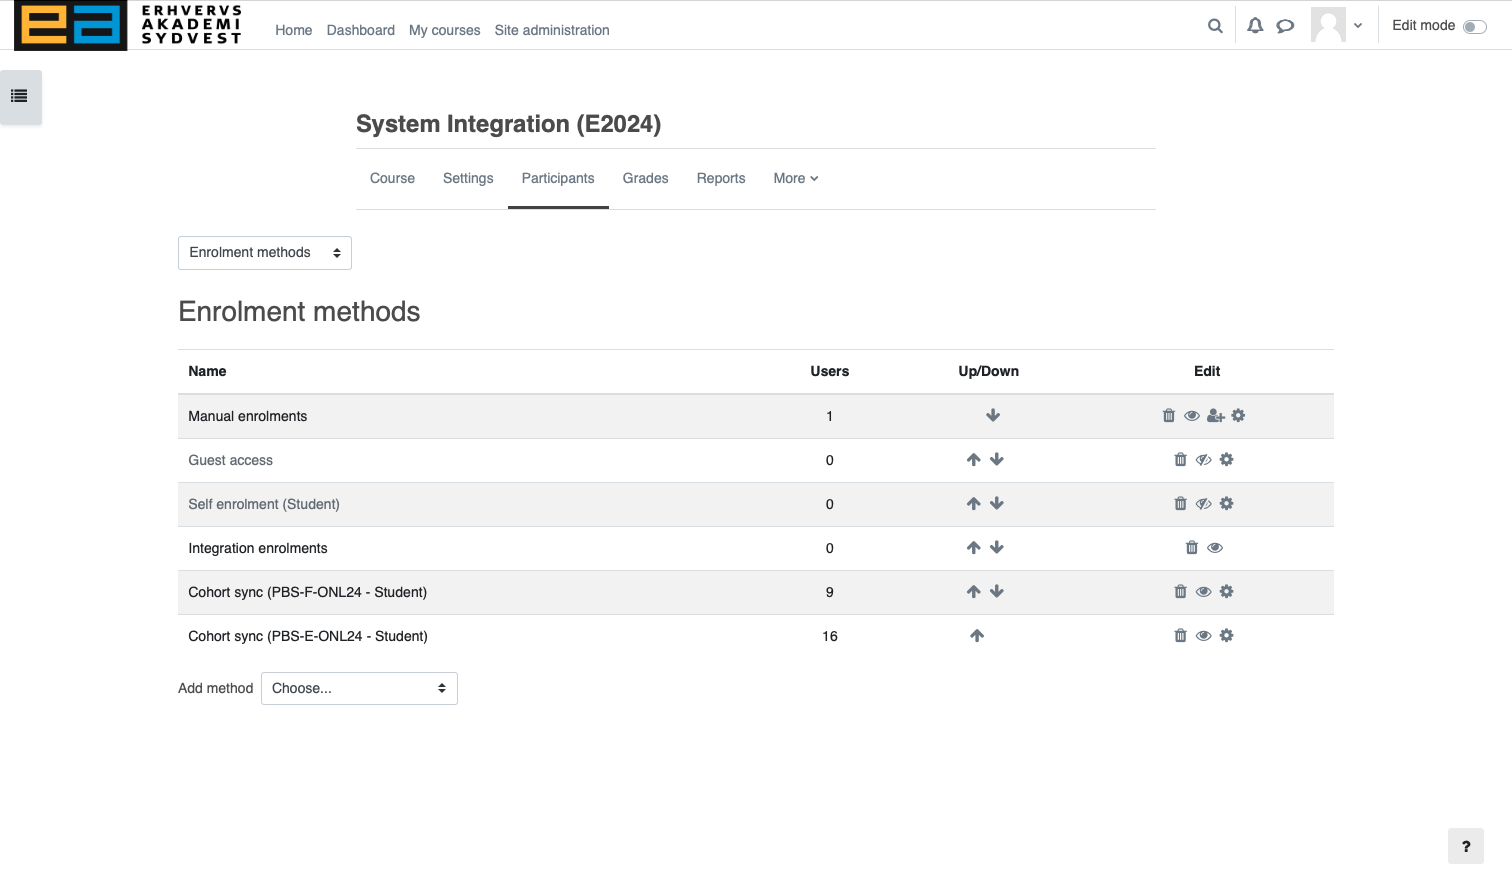 ERHVERVS
AKADEMI
SYDVEST
Home Dashboard My courses Site administration
Edit mode
System Integration (E2024)
Course Settings Participants Grades Reports More
Enrolment methods
Enrolment methods
Name Users Up/Down Edit
Manual enrolments 1
Guest access 0
Self enrolment (Student) 0
Integration enrolments 0
Cohort sync (PBS-F-ONL24 - Student) 9
Cohort sync (PBS-E-ONL24 - Student) 16
Add method Choose...
?